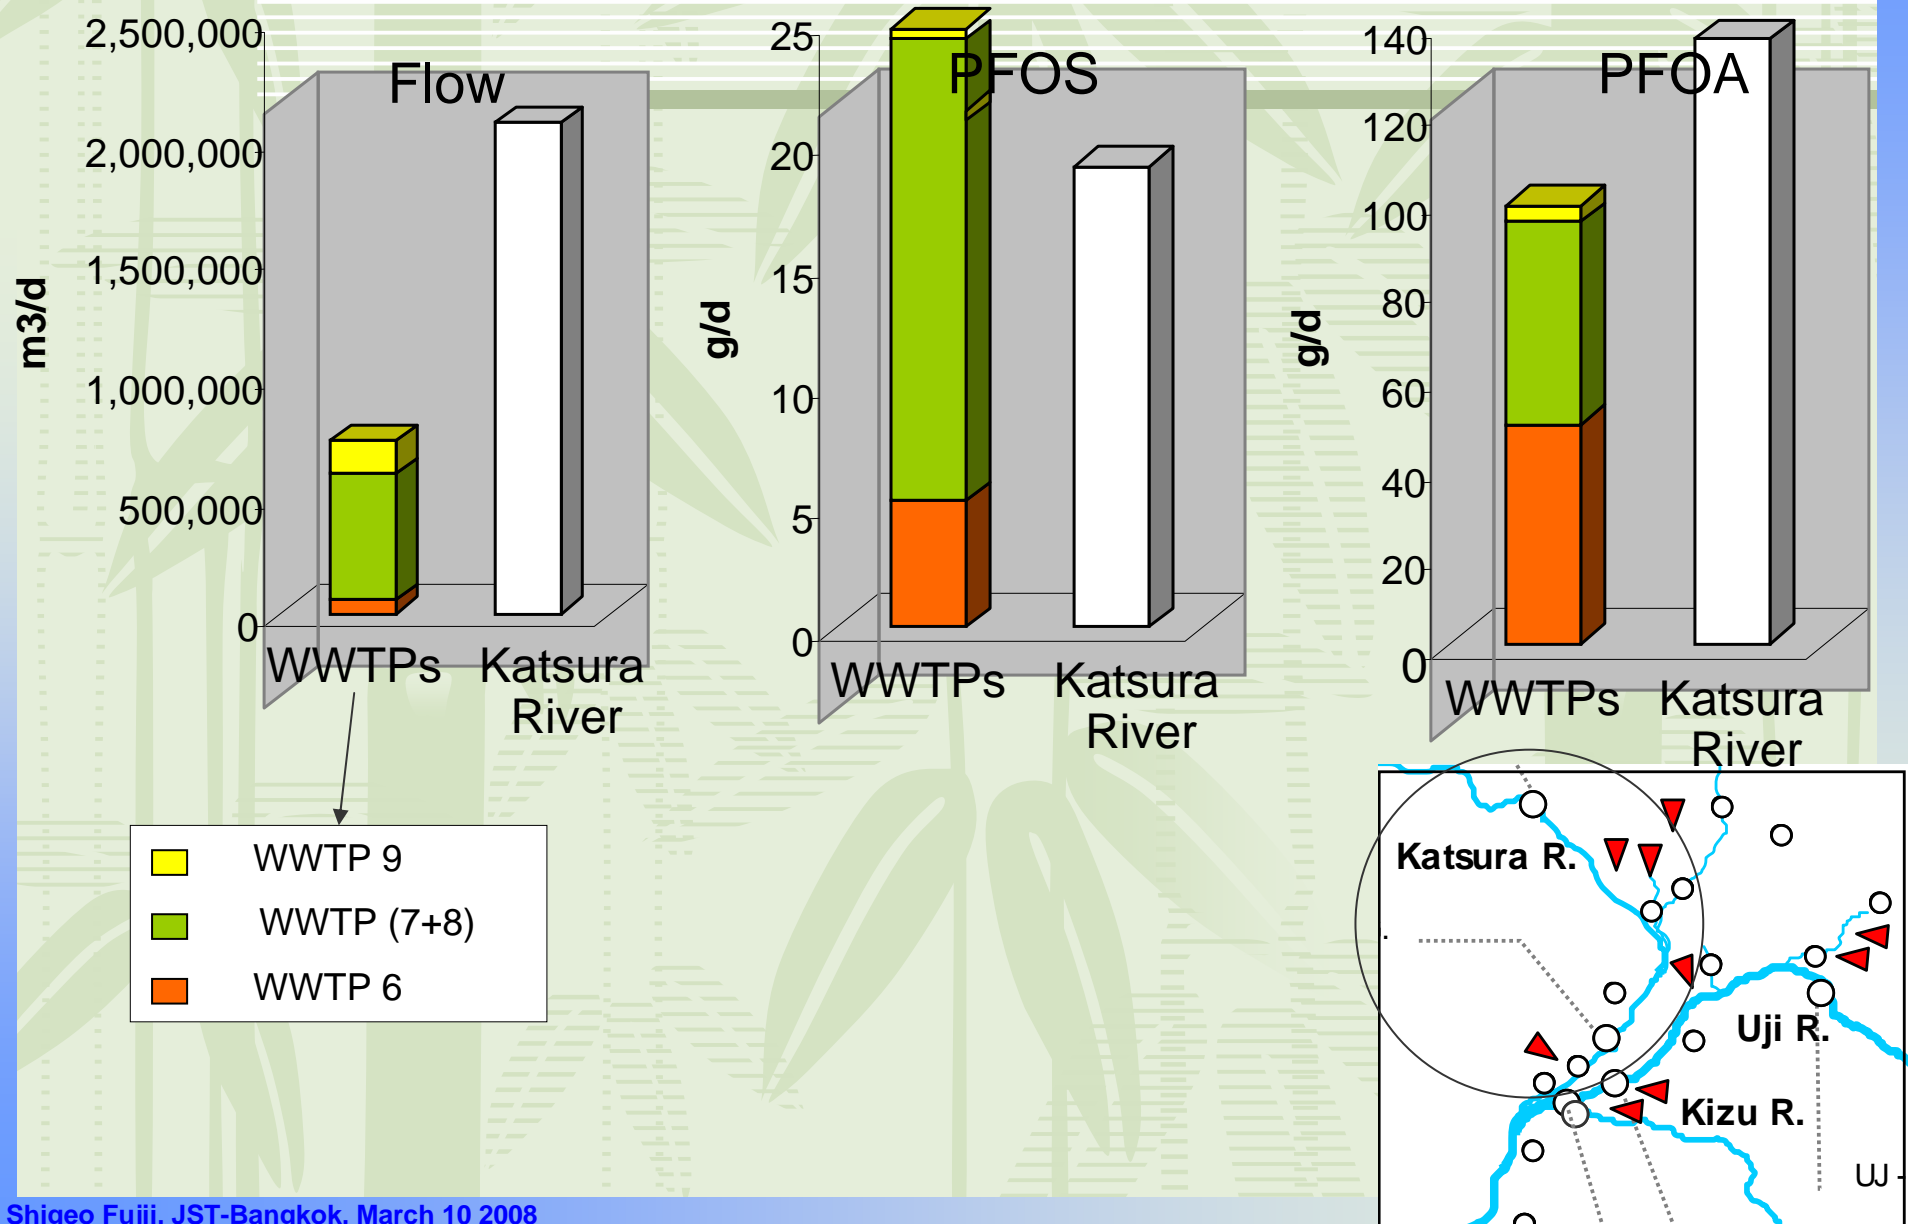 Flow
2,500,000
2,000,000
1,500,000
1,000,000
500,000
0
m3/d
WWTPs
Katsura
River
PFOS
25
20
15
10
5
0
g/d
WWTPs
Katsura
River
PFOA
140
120
100
80
60
40
20
0
g/d
WWTPs
Katsura
River
WWTP 9
WWTP (7+8)
WWTP 6
Katsura R.
Uji R.
Kizu R.
UJ -
Shigeo Fujii, JST-Bangkok, March 10 2008